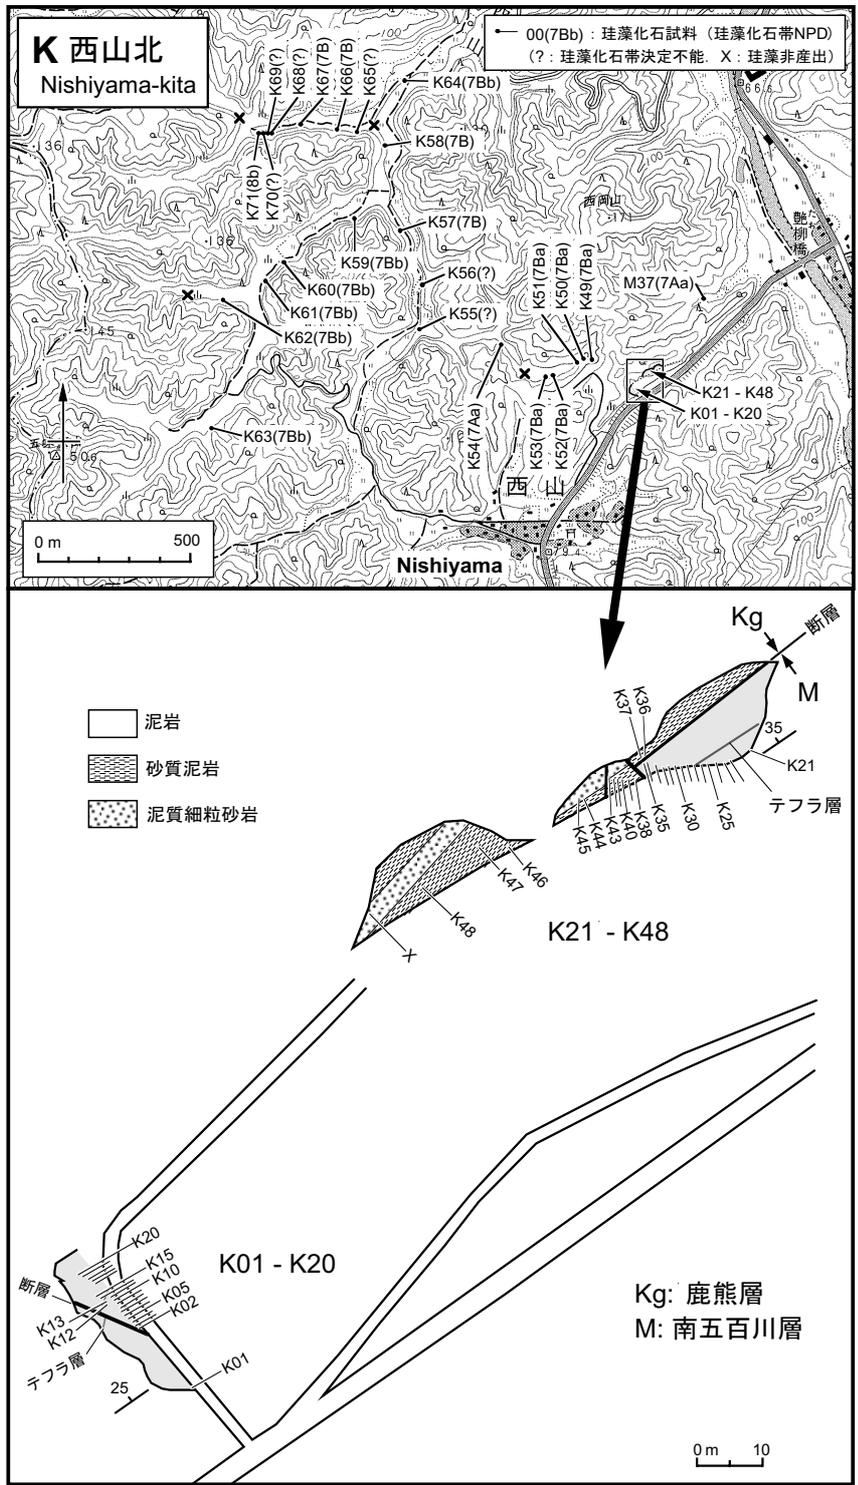 K 西山北
Nishiyama-kita
00(7Bb)：珪藻化石試料（珪藻化石帯NPD）
（?：珪藻化石帯決定不能．X：珪藻非産出）
K69(?)
K68(?)
K67(7B)
K66(7B)
K65(?)
K64(7Bb)
K58(7B)
K71(8b)
K70(?)
K57(7B)
K59(7Bb)
K56(?)
K60(7Bb)
K61(7Bb)
K55(?)
K62(7Bb)
K51(7Ba)
K50(7Ba)
K49(7Ba)
M37(7Aa)
西岡山
艶柳橋
136
136
145
100
K21 - K48
K01 - K20
K54(7Aa)
K53(7Ba)
K52(7Ba)
K63(7Bb)
506
西山
79.4
0 m 500
Nishiyama
Kg
断層
M
泥岩
砂質泥岩
泥質細粒砂岩
K37
K36
35
K21
テフラ層
K45
K44
K43
K40
K38
K35
K30
K25
K46
K47
K48
X
K21 - K48
K20
K15
K10
K05
K02
K01 - K20
断層
K13
K12
テフラ層
K01
25
Kg: 鹿熊層
M: 南五百川層
0 m 10